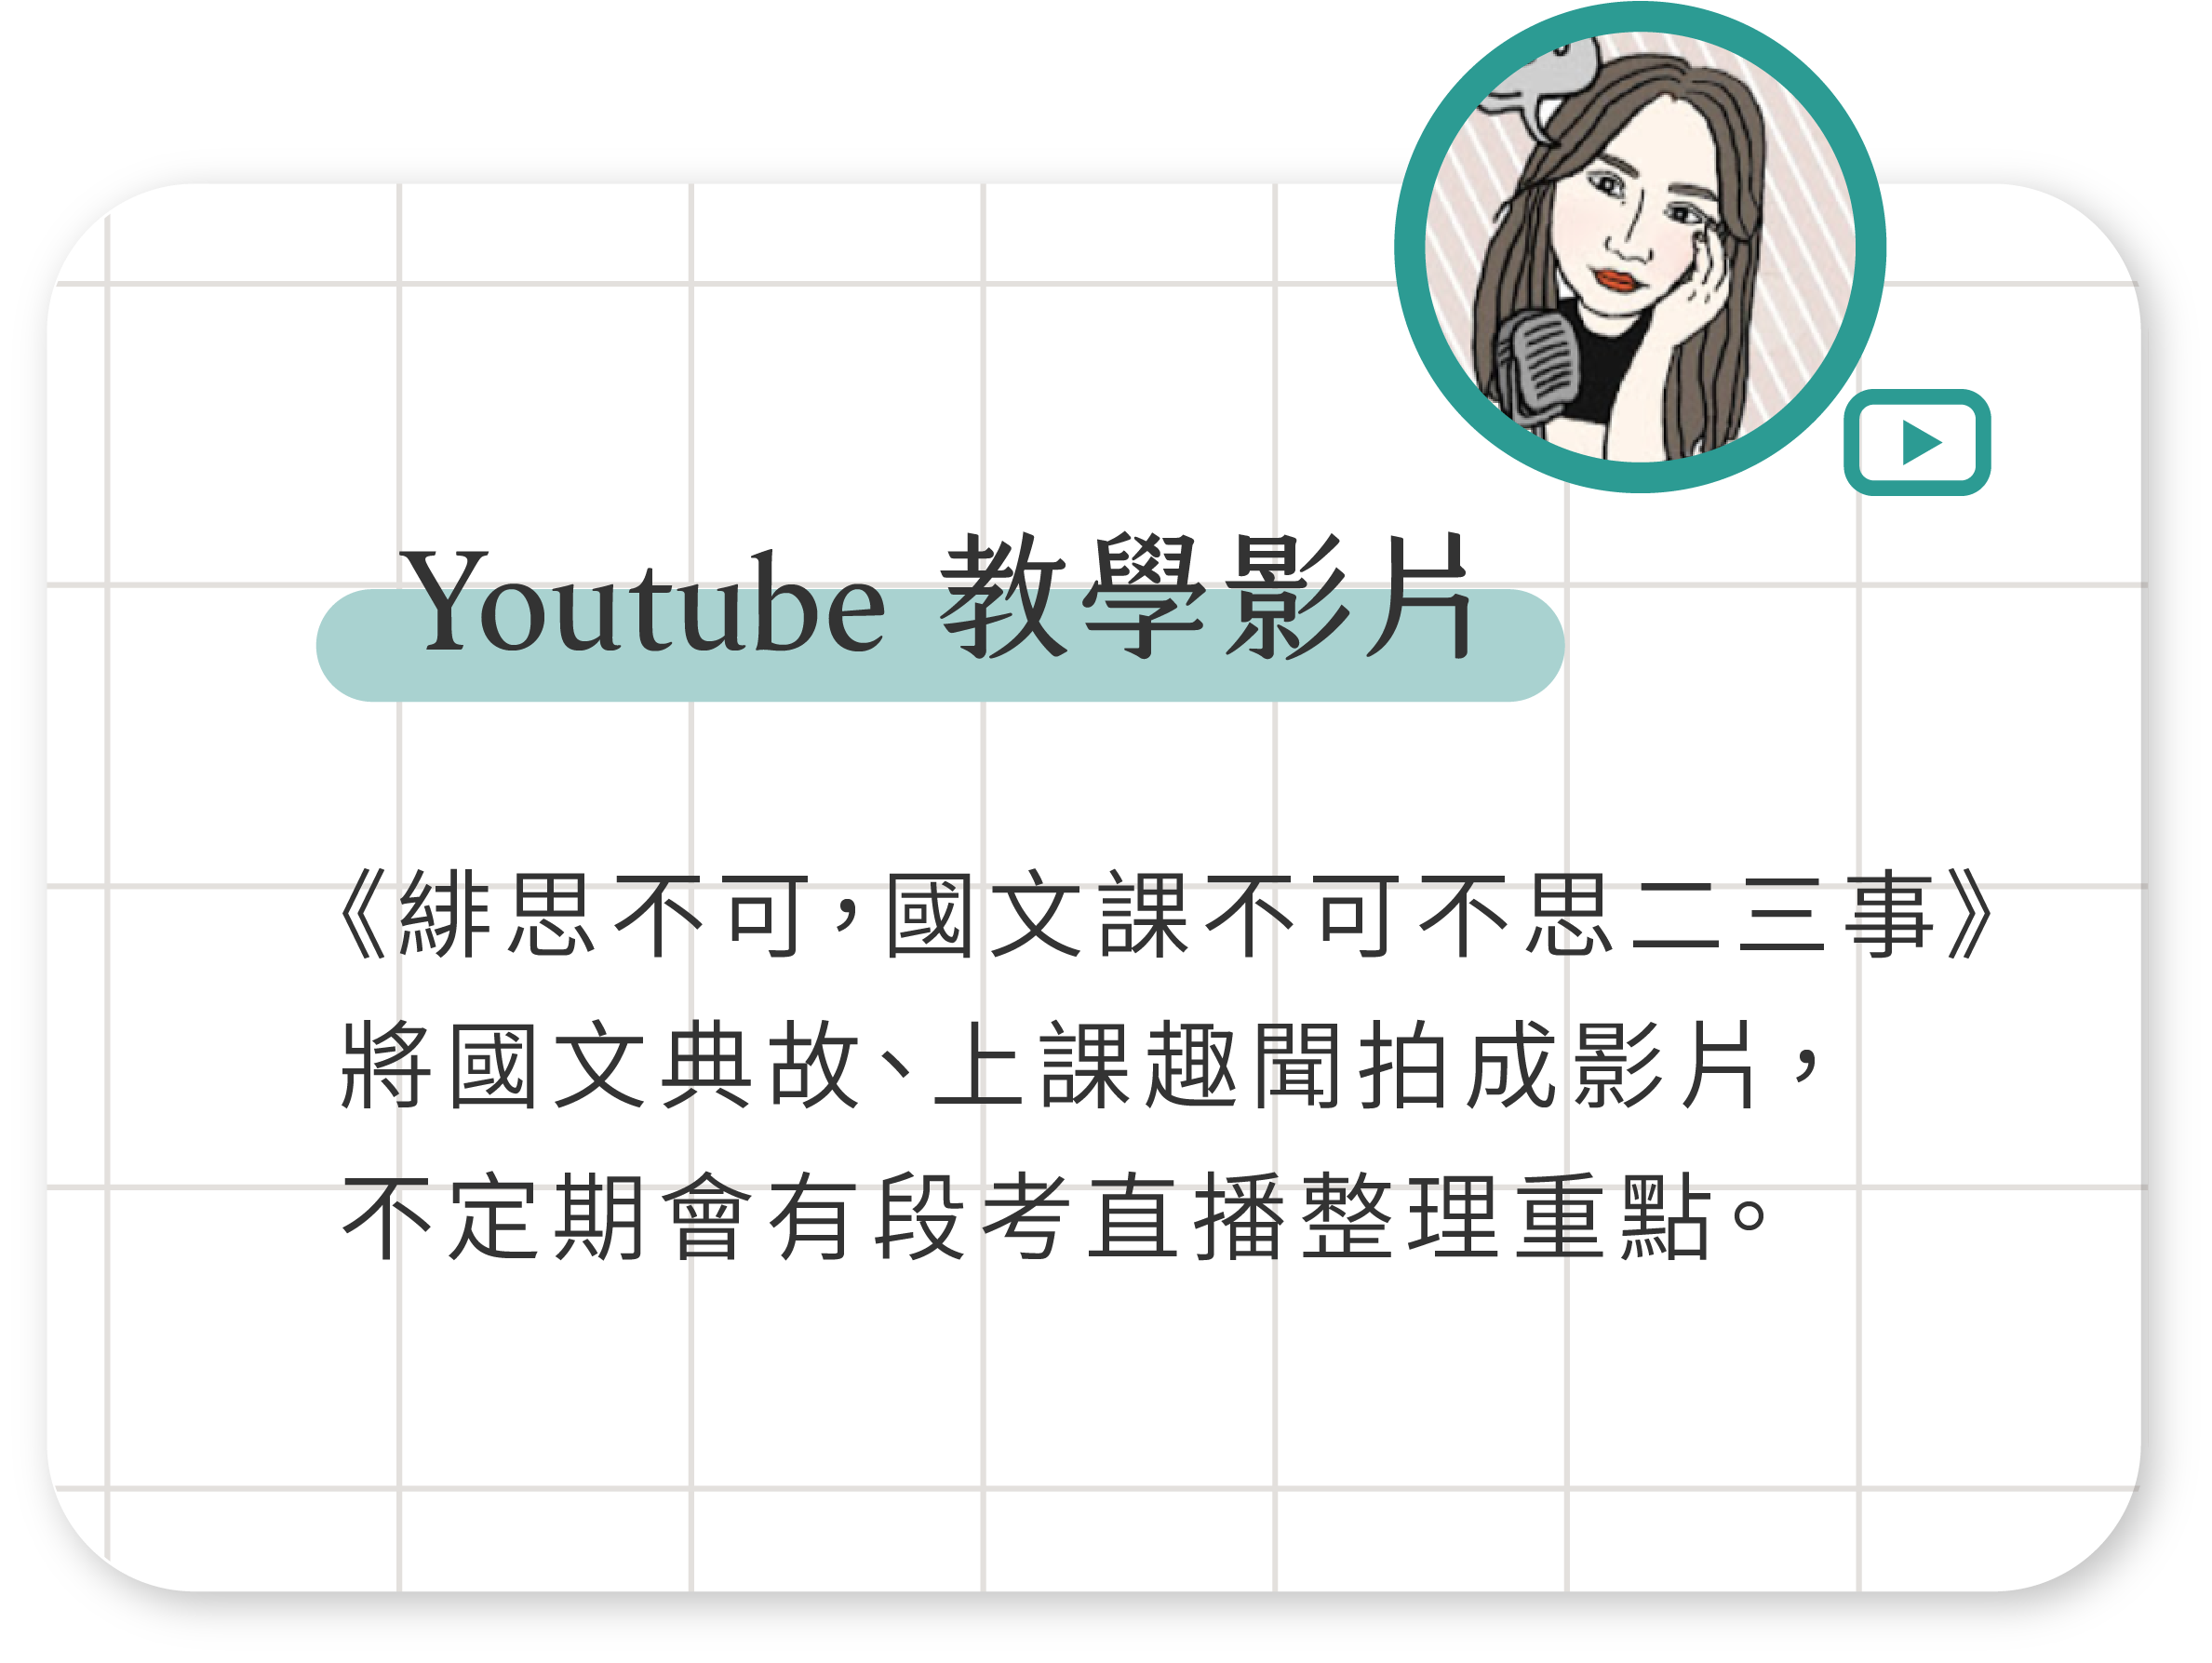 Youtube 教學影片
《緋思不可，國文課不可不思二三事》
將國文典故、上課趣聞拍成影片，
不定期會有段考直播整理重點。